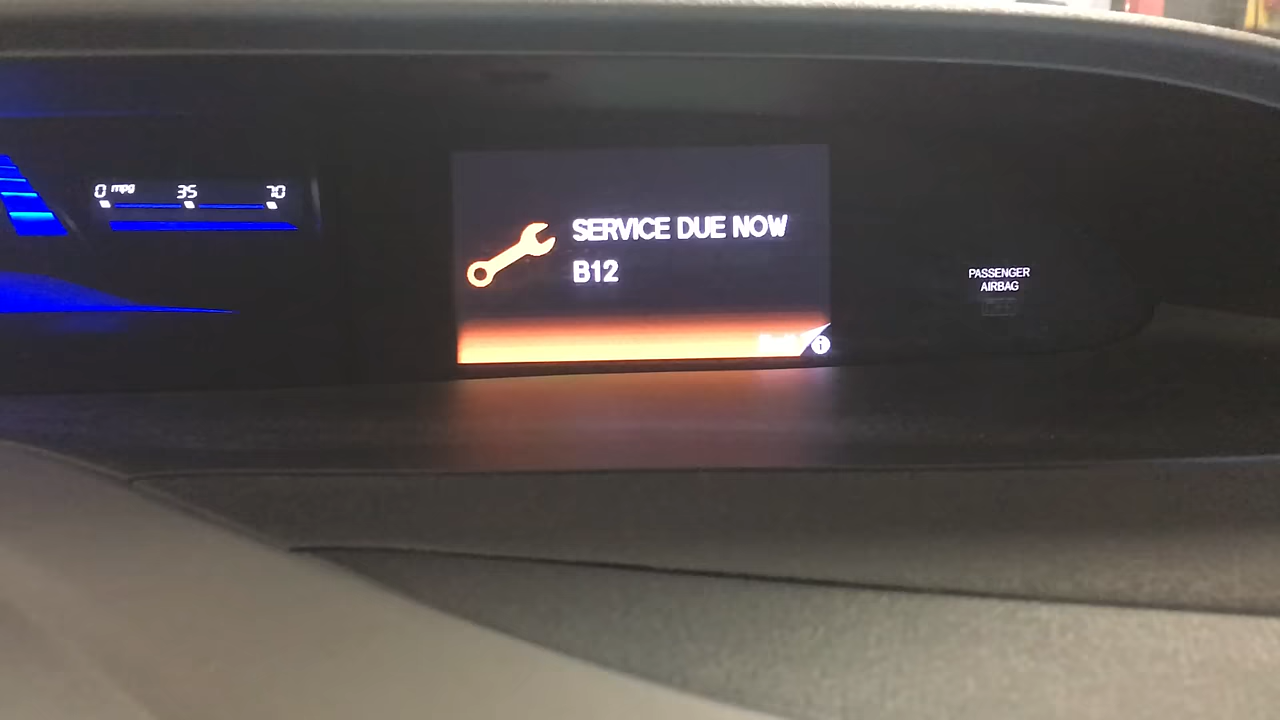 0 mpg 35 70
SERVICE DUE NOW
B12
PASSENGER
AIRBAG